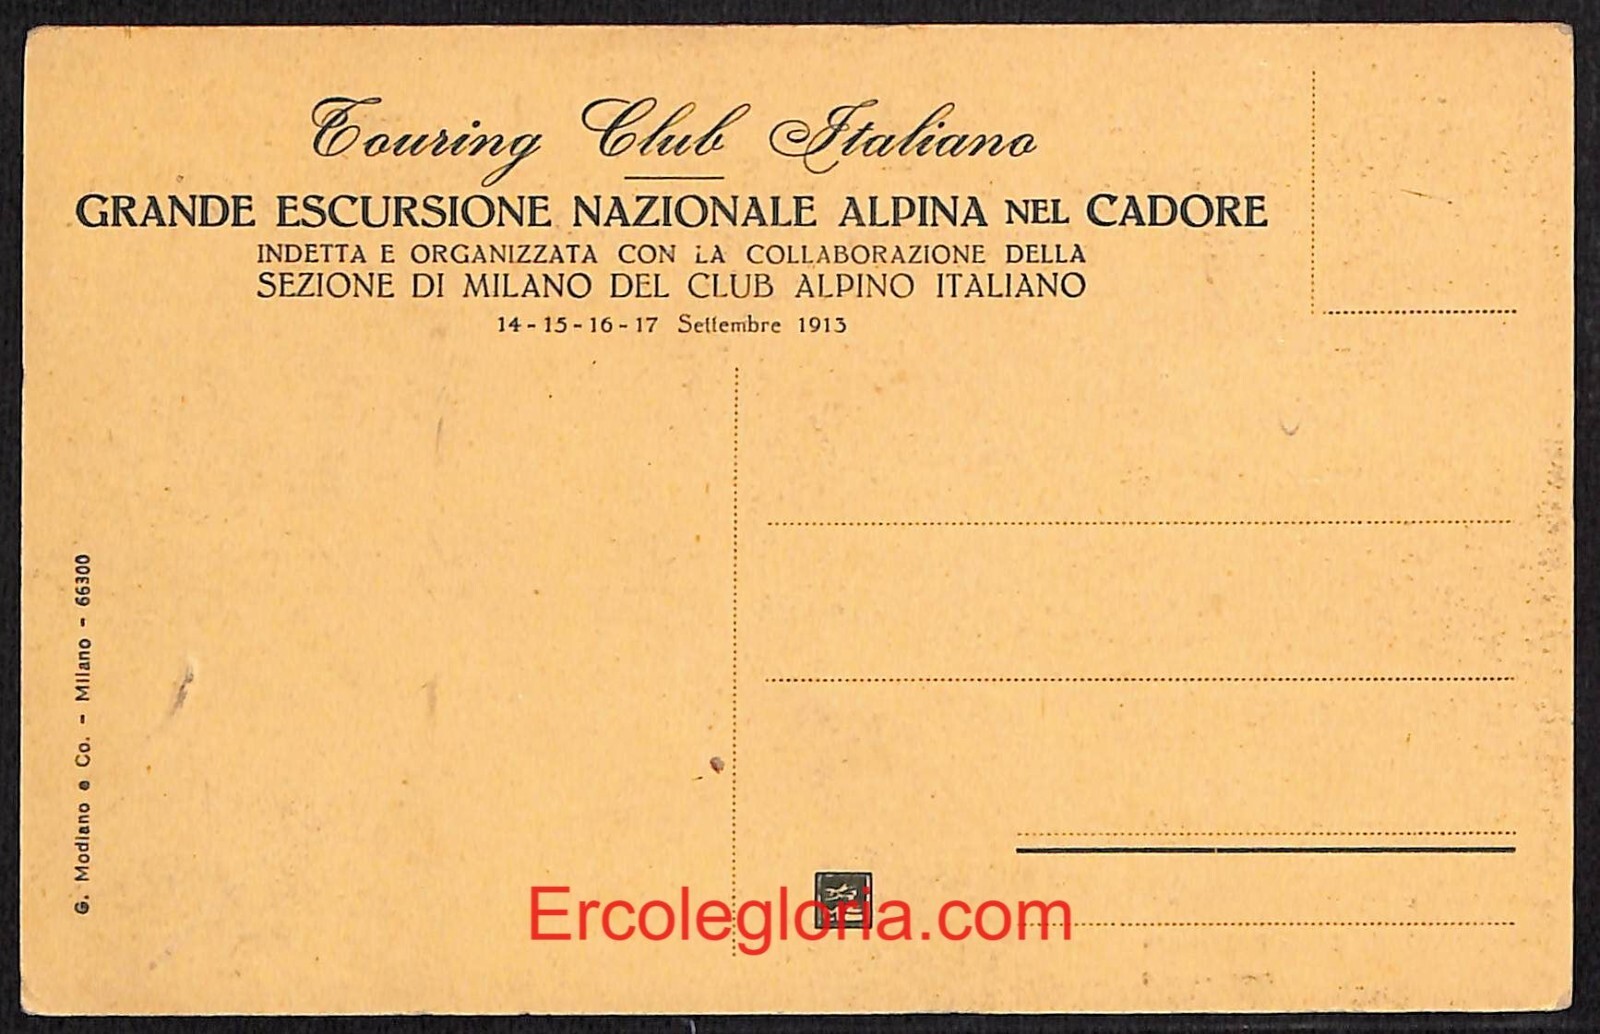 Touring Club Italiano
GRANDE ESCURSIONE NAZIONALE ALPINA NEL CADORE
INDETTA E ORGANIZZATA CON LA COLLABORAZIONE DELLA
SEZIONE DI MILANO DEL CLUB ALPINO ITALIANO
14-15-16-17 Settembre 1913
G. Modiano e Co. - Milano - 66300
Ercolegloria.com